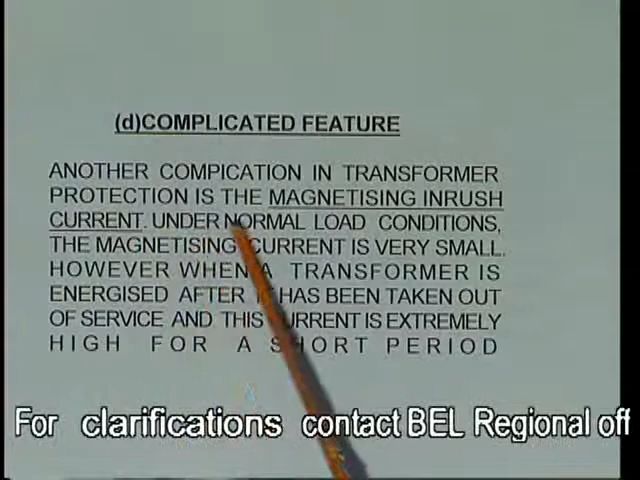 (d)COMPLICATED FEATURE
ANOTHER COMPICATION IN TRANSFORMER
PROTECTION IS THE MAGNETISING INRUSH
CURRENT. UNDER NORMAL LOAD CONDITIONS,
THE MAGNETISING CURRENT IS VERY SMALL.
HOWEVER WHEN A TRANSFORMER IS
ENERGISED AFTER IT HAS BEEN TAKEN OUT
OF SERVICE AND THIS CURRENT IS EXTREMELY
HIGH FOR A SHORT PERIOD
For clarifications contact BEL Regional off